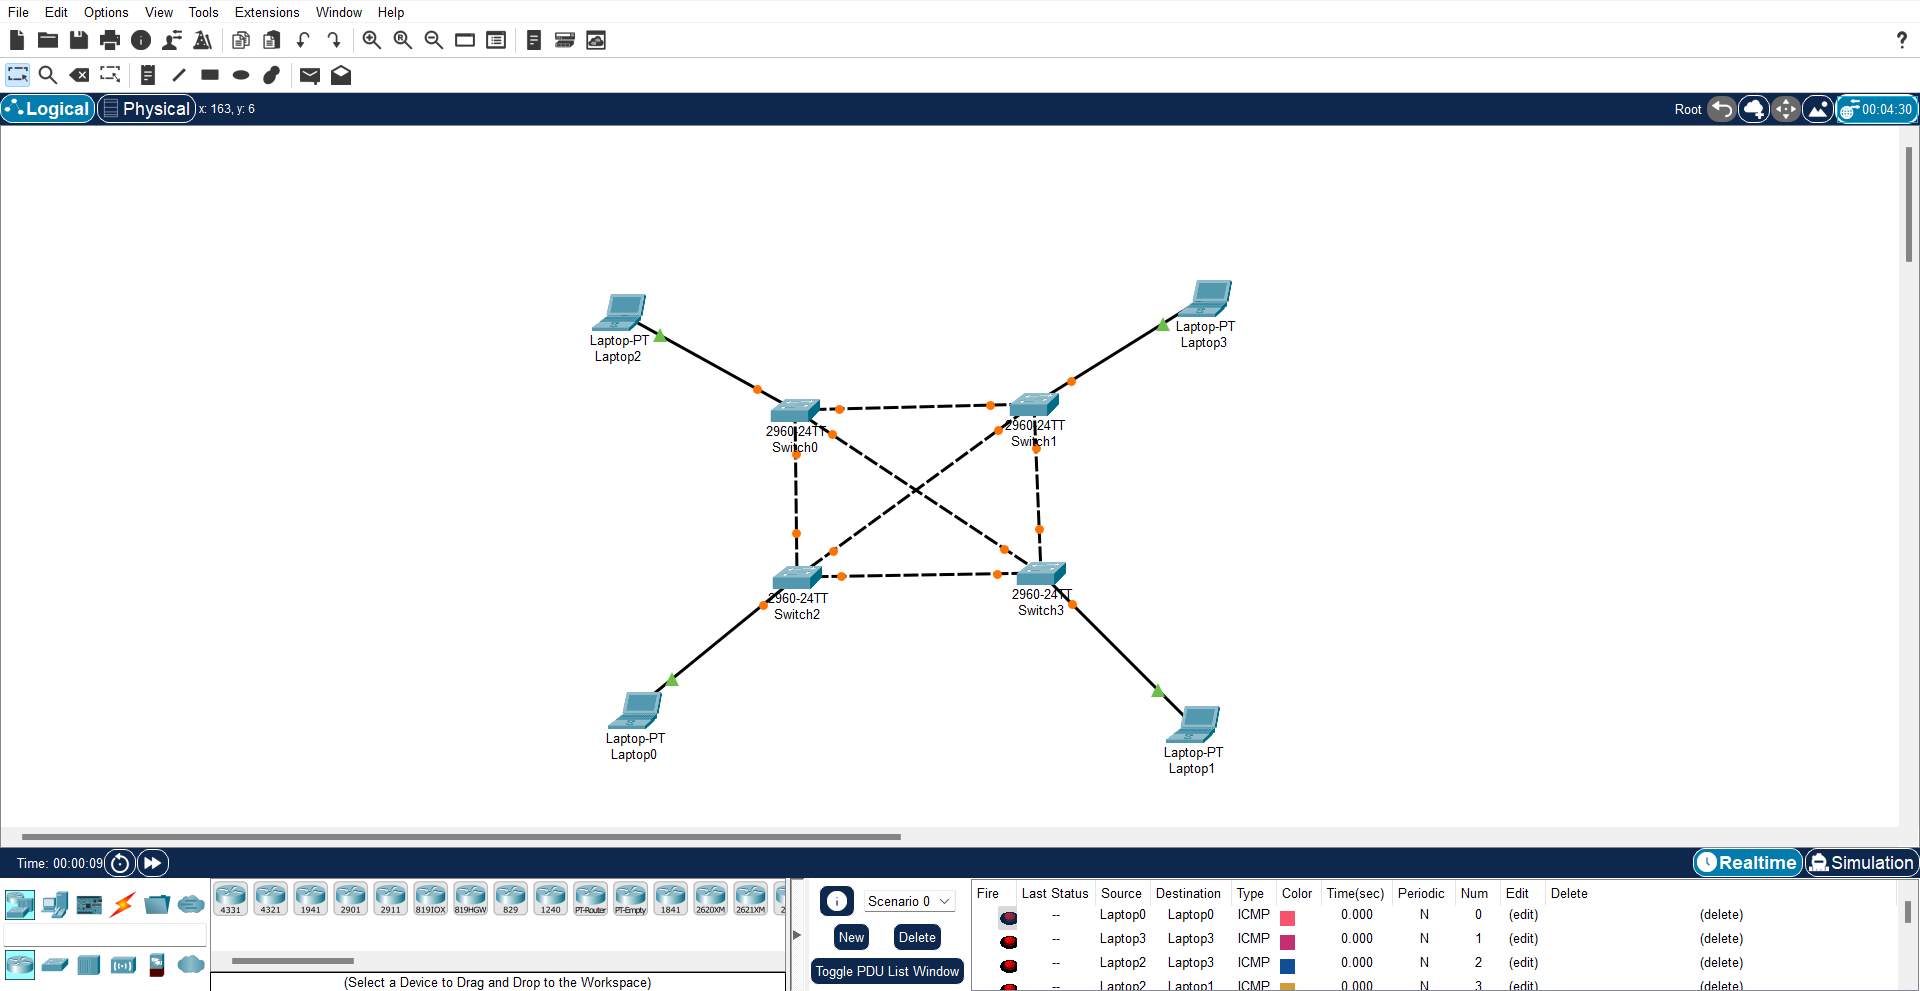 File Edit Options View Tools Extensions Window Help
?
Logical Physical x: 163, y: 6 Root 00:04:30
Laptop-PT
Laptop2
Laptop-PT
Laptop3
2960-24TT
Switch0
2960-24TT
Switch1
2960-24TT
Switch2
2960-24TT
Switch3
Laptop-PT
Laptop0
Laptop-PT
Laptop1
Time: 00:00:09 Realtime Simulation
4331 4321 1941 2901 2911 819IOX 819HGW 829 1240 PT-Router PT-Empty 1841 2620XM 2621XM 2
(Select a Device to Drag and Drop to the Workspace)
Scenario 0
New Delete
Toggle PDU List Window
Fire Last Status Source Destination Type Color Time(sec) Periodic Num Edit Delete
-- Laptop0 Laptop0 ICMP 0.000 N 0 (edit) (delete)
-- Laptop3 Laptop3 ICMP 0.000 N 1 (edit) (delete)
-- Laptop2 Laptop3 ICMP 0.000 N 2 (edit) (delete)
-- Laptop2 Laptop1 ICMP 0.000 N 3 (edit) (delete)